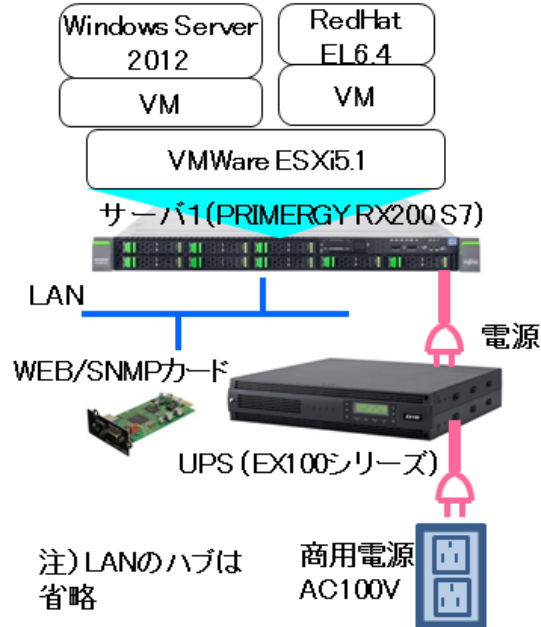 Windows Server
2012
RedHat
EL6.4
VM
VM
VMWare ESXi5.1
サーバ1(PRIMERGY RX200 S7)
LAN
電源
WEB/SNMPカード
UPS(EX100シリーズ)
注)LANのハブは
省略
商用電源
AC100V